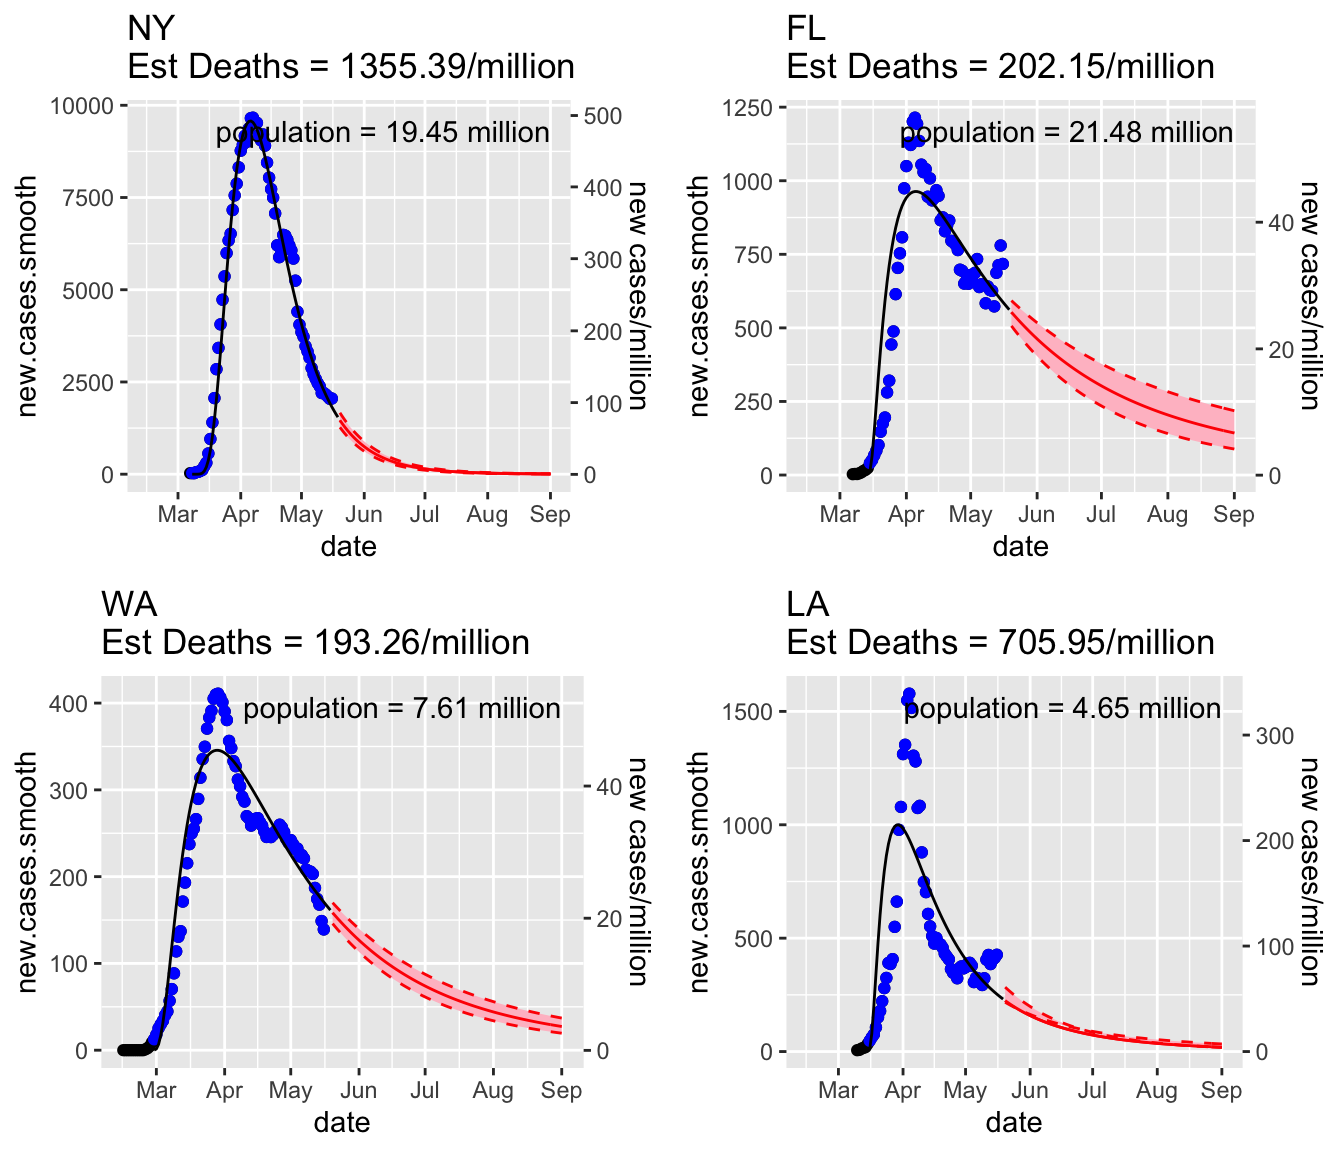 NY
Est Deaths = 1355.39/million
population = 19.45 million
10000
7500
5000
2500
0
500
400
300
200
100
0
new.cases.smooth
new cases/million
Mar Apr May Jun Jul Aug Sep
date
FL
Est Deaths = 202.15/million
population = 21.48 million
1250
1000
750
500
250
0
40
20
0
new.cases.smooth
new cases/million
Mar Apr May Jun Jul Aug Sep
date
WA
Est Deaths = 193.26/million
population = 7.61 million
400
300
200
100
0
40
20
0
new.cases.smooth
new cases/million
Mar Apr May Jun Jul Aug Sep
date
LA
Est Deaths = 705.95/million
population = 4.65 million
1500
1000
500
0
300
200
100
0
new.cases.smooth
new cases/million
Mar Apr May Jun Jul Aug Sep
date